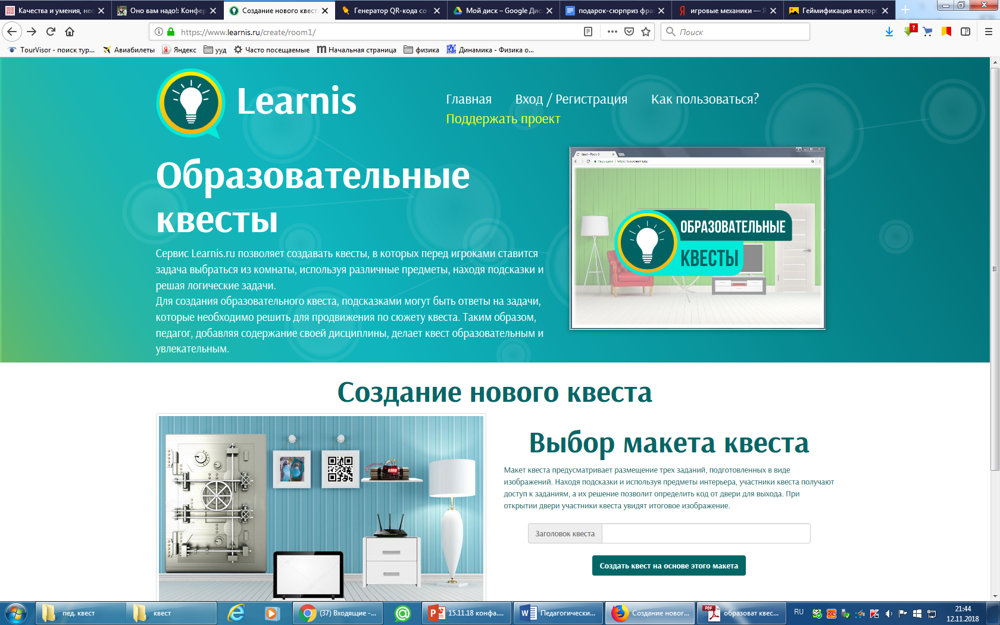 Качества и умения, нео
Оно вам надо!: Конфер
Создание нового квест
Генератор QR-кода со
Мой диск – Google Дис
подарок-сюрприз фраг
игровые механики — Я
Геймификация вектор:
https://www.learnis.ru/create/room1/
Поиск
TourVisor - поиск тур...
Авиабилеты
Яндекс
ууд
Часто посещаемые
Начальная страница
физика
Динамика - Физика о...
Learnis
Главная
Вход / Регистрация
Как пользоваться?
Поддержать проект
Образовательные
квесты
Сервис Learnis.ru позволяет создавать квесты, в которых перед игроками ставится
задача выбраться из комнаты, используя различные предметы, находя подсказки и
решая логические задачи.
Для создания образовательного квеста, подсказками могут быть ответы на задачи,
которые необходимо решить для продвижения по сюжету квеста. Таким образом,
педагог, добавляя содержание своей дисциплины, делает квест образовательным и
увлекательным.
Квест - Room 3
Защищено
https://www.learnis.ru/
ОБРАЗОВАТЕЛЬНЫЕ
КВЕСТЫ
Создание нового квеста
Выбор макета квеста
Макет квеста предусматривает размещение трех заданий, подготовленных в виде
изображений. Находя подсказки и используя предметы интерьера, участники квеста получают
доступ к заданиям, а их решение позволит определить код от двери для выхода. При
открытии двери участники квеста увидят итоговое изображение.
Заголовок квеста
Создать квест на основе этого макета
пед. квест
квест
(37) Входящие -...
15.11.18 конфа....
Педагогически...
Создание новог...
образоват квес...
RU
21:44
12.11.2018